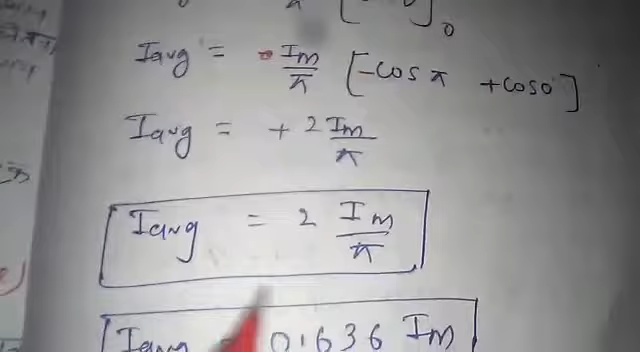 Iavg = Im/π [-cos π + cos 0]
Iavg = + 2 Im/π
Iavg = 2 Im/π
Iavg = 0.636 Im